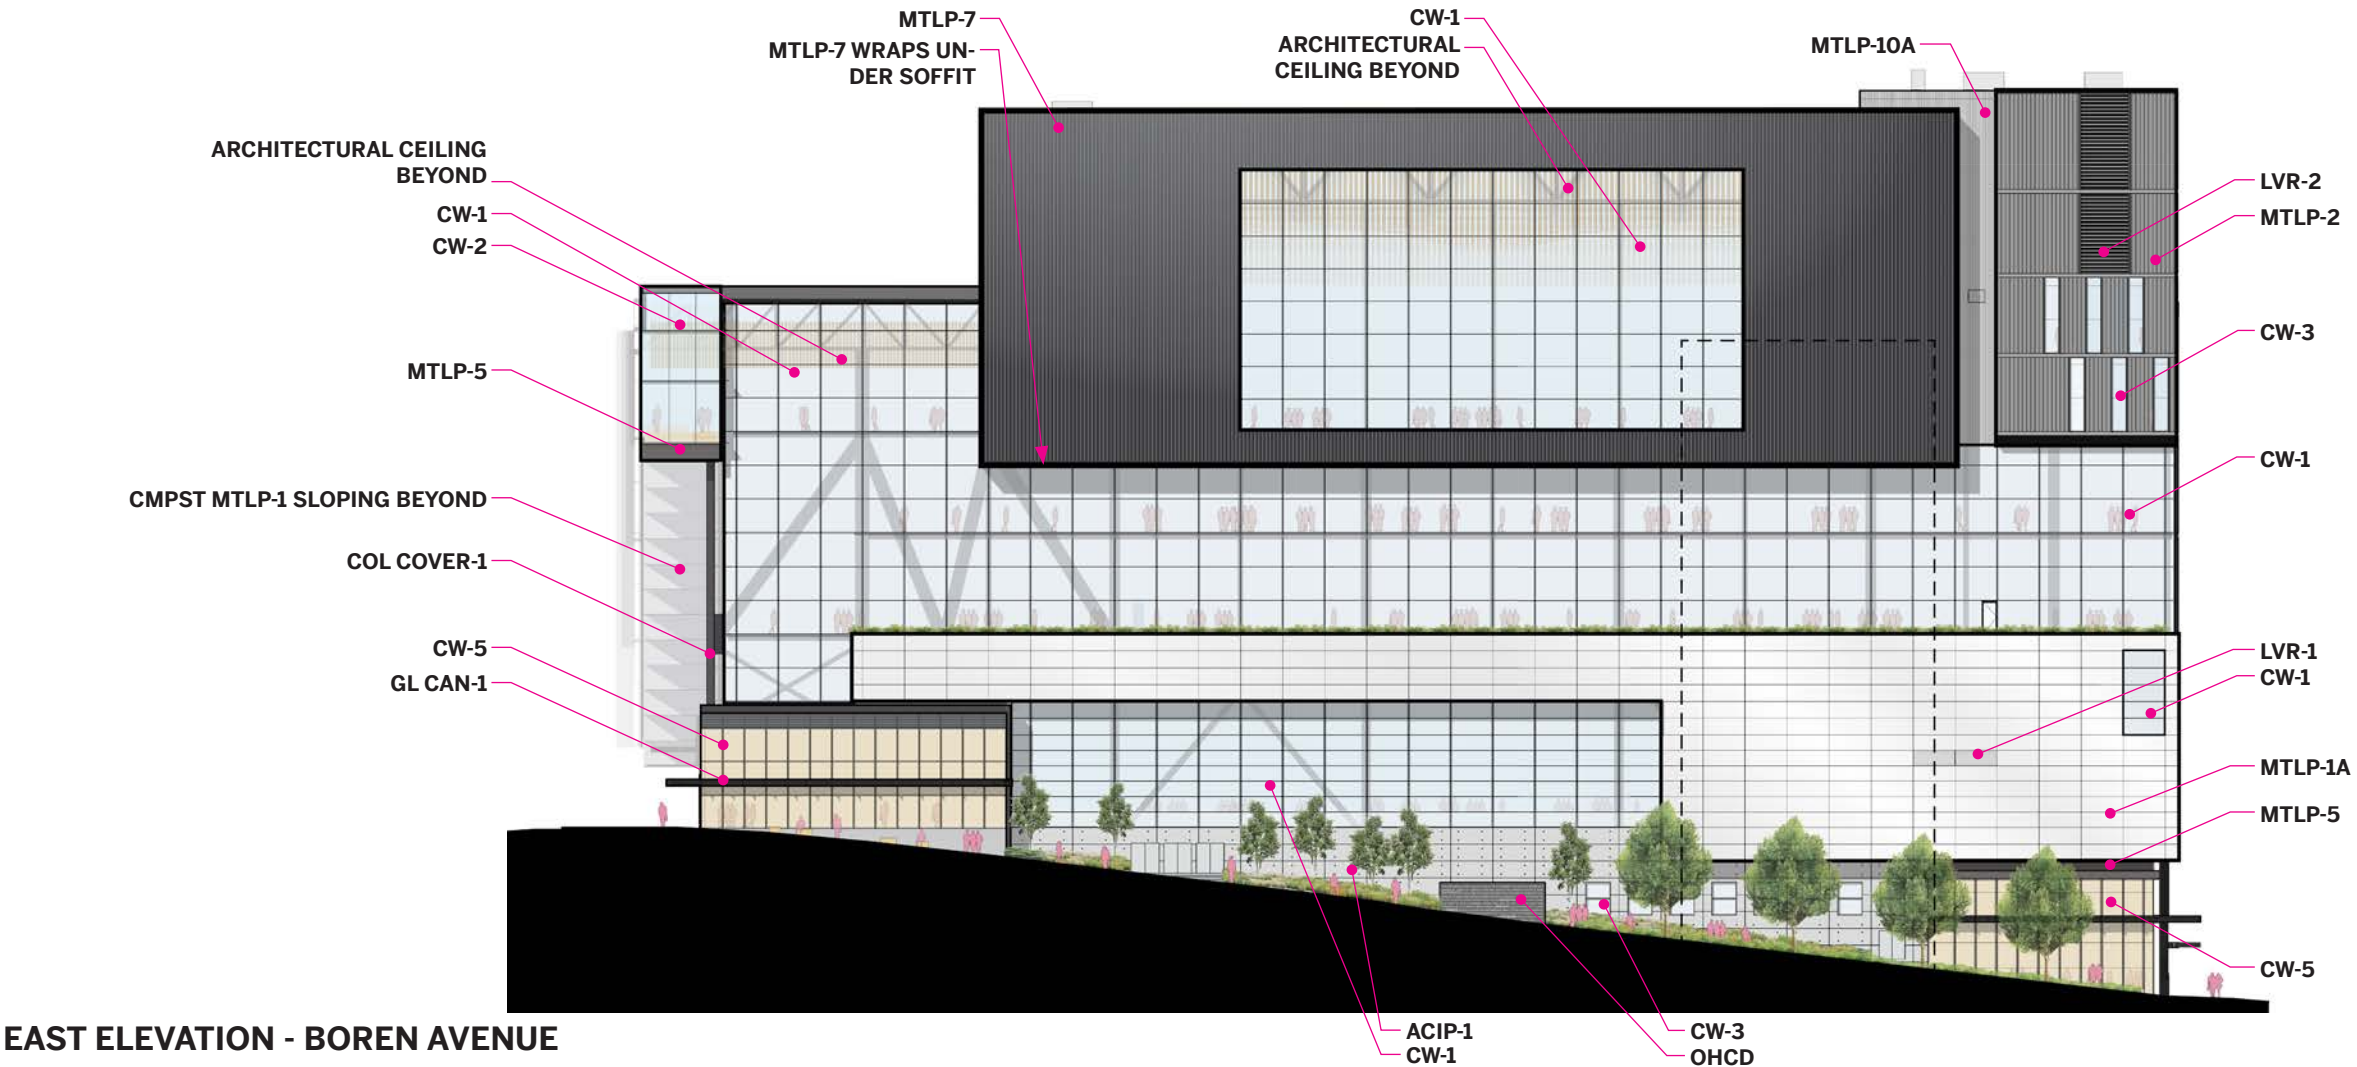 MTLP-7
MTLP-7 WRAPS UN-
DER SOFFIT
CW-1
ARCHITECTURAL
CEILING BEYOND
MTLP-10A
ARCHITECTURAL CEILING
BEYOND
CW-1
CW-2
MTLP-5
CMPST MTLP-1 SLOPING BEYOND
COL COVER-1
CW-5
GL CAN-1
LVR-2
MTLP-2
CW-3
CW-1
LVR-1
CW-1
MTLP-1A
MTLP-5
CW-5
ACIP-1
CW-1
CW-3
OHCD
EAST ELEVATION - BOREN AVENUE